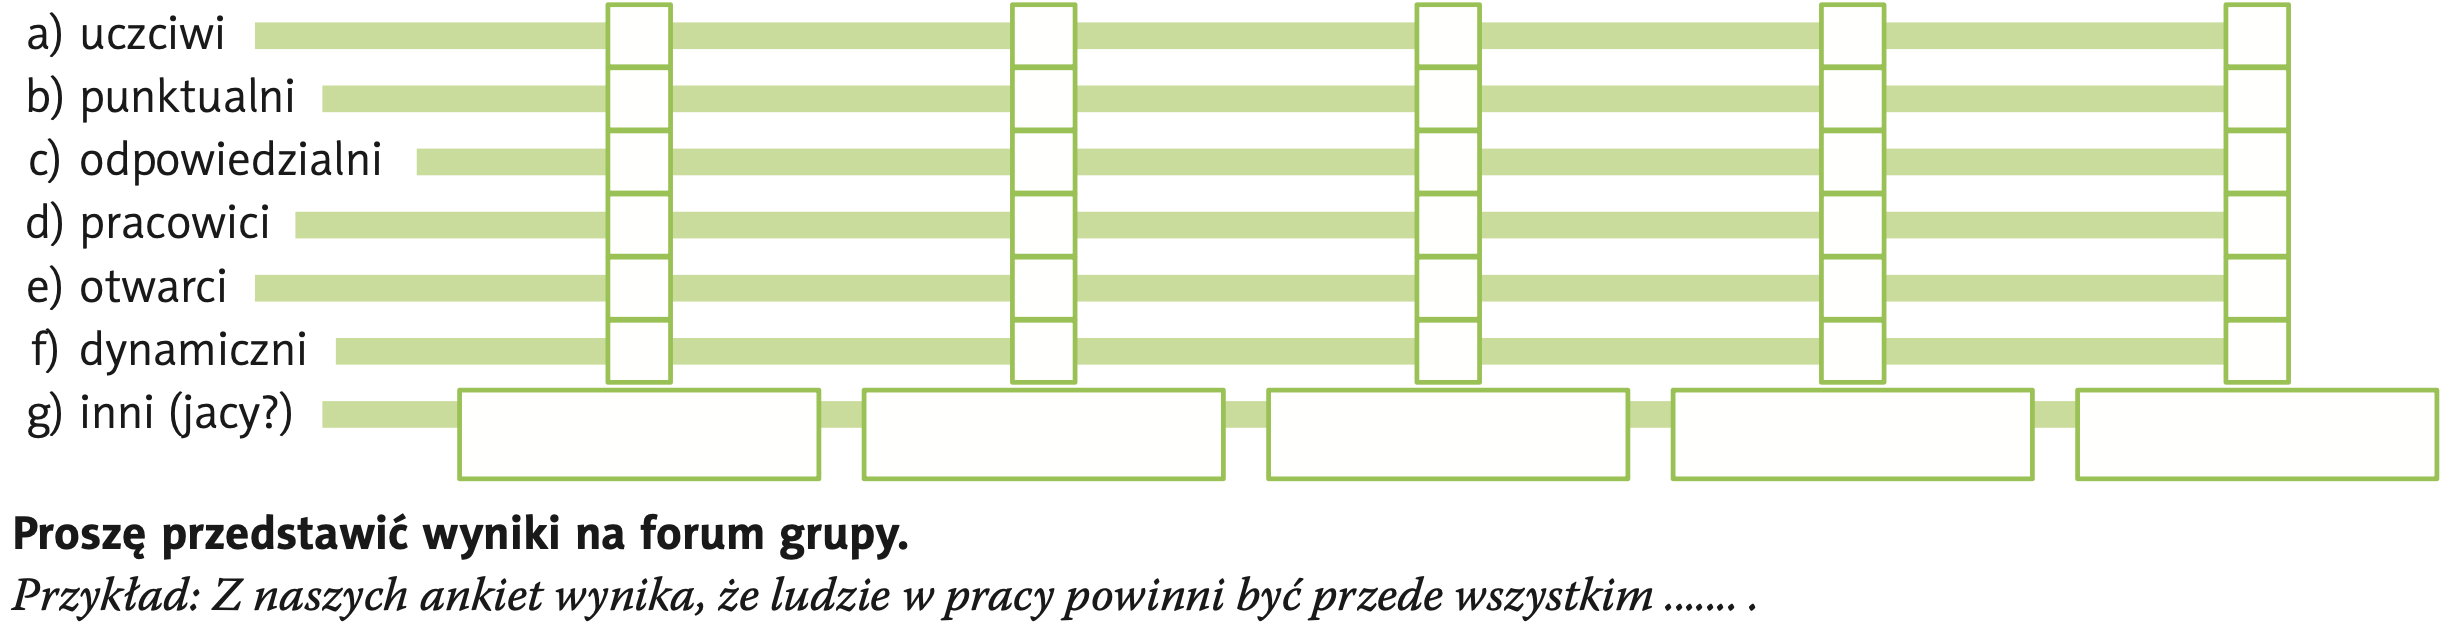 a) uczciwi
b) punktualni
c) odpowiedzialni
d) pracowici
e) otwarci
f) dynamiczni
g) inni (jacy?)
Proszę przedstawić wyniki na forum grupy.
Przykład: Z naszych ankiet wynika, że ludzie w pracy powinni być przede wszystkim ....... .